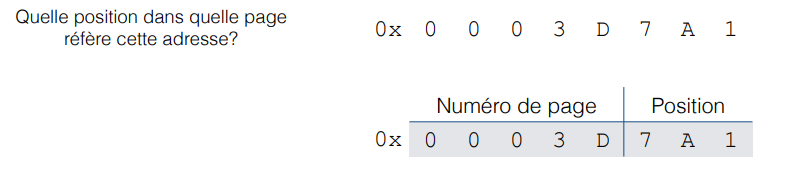 Quelle position dans quelle page
réfère cette adresse?
0x 0 0 0 3 D 7 A 1
Numéro de page Position
0x 0 0 0 3 D 7 A 1